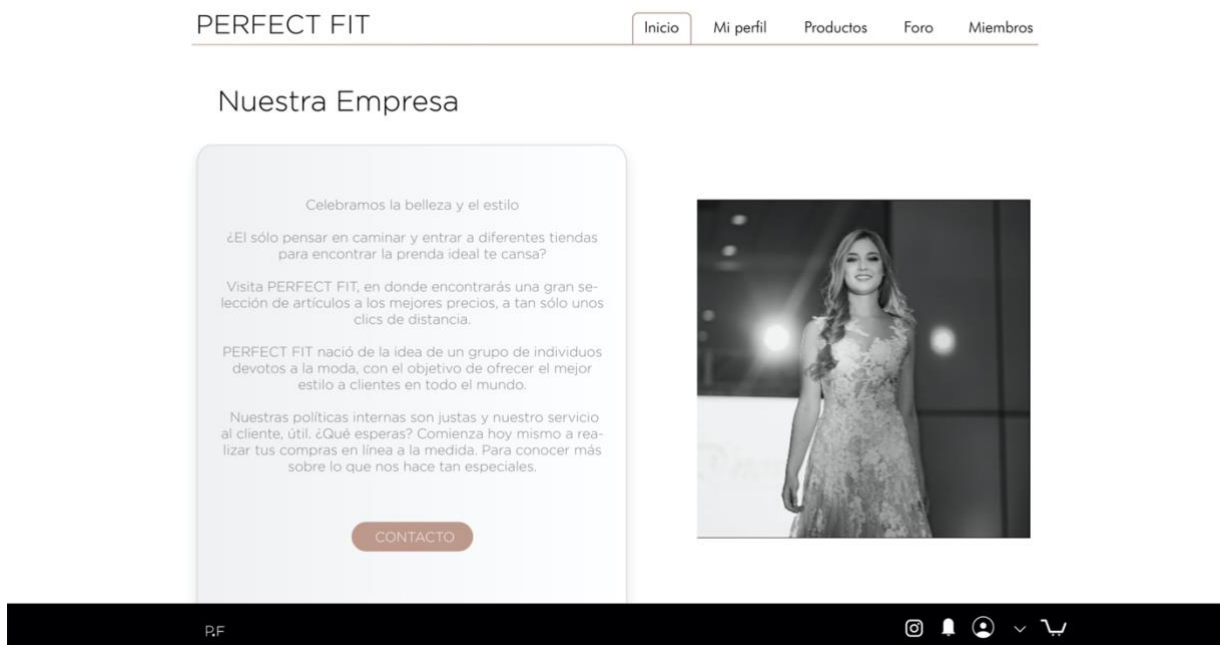 PERFECT FIT
Inicio Mi perfil Productos Foro Miembros
Nuestra Empresa
Celebramos la belleza y el estilo
¿El sólo pensar en caminar y entrar a diferentes tiendas
para encontrar la prenda ideal te cansa?
Visita PERFECT FIT, en donde encontrarás una gran se-
lección de artículos a los mejores precios, a tan sólo unos
clics de distancia.
PERFECT FIT nació de la idea de un grupo de individuos
devotos a la moda, con el objetivo de ofrecer el mejor
estilo a clientes en todo el mundo.
Nuestras políticas internas son justas y nuestro servicio
al cliente, útil. ¿Qué esperas? Comienza hoy mismo a rea-
lizar tus compras en línea a la medida. Para conocer más
sobre lo que nos hace tan especiales.
CONTACTO
P.F